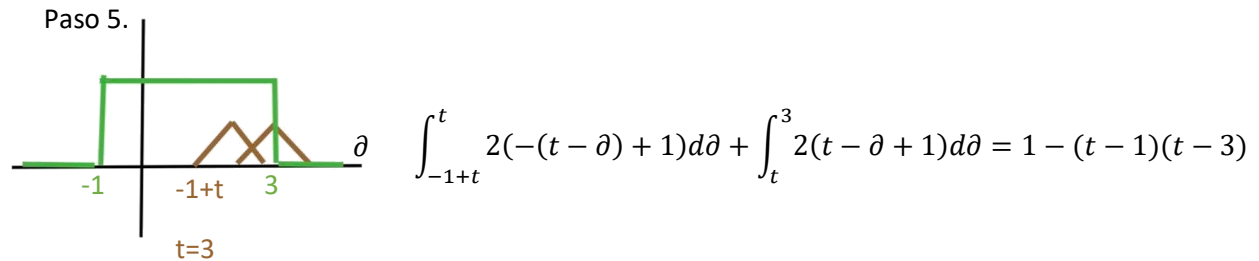 Paso 5.
∂
∫_{-1+t}^{t} 2(-(t - ∂) + 1)d∂ + ∫_{t}^{3} 2(t - ∂ + 1)d∂ = 1 - (t - 1)(t - 3)
-1 -1+t 3
t=3